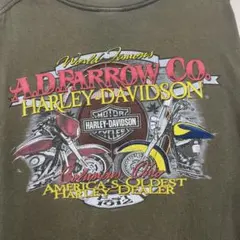 World Famous
A.D. FARROW CO.
HARLEY-DAVIDSON
MOTOR
HARLEY-DAVIDSON
CYCLES
Columbus, Ohio
AMERICA'S OLDEST
HARLEY DEALER
1912